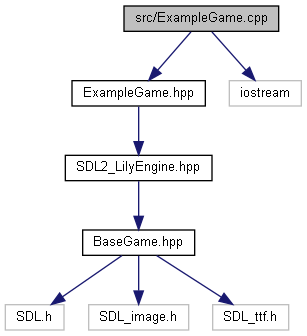 src/ExampleGame.cpp
ExampleGame.hpp
iostream
SDL2_LilyEngine.hpp
BaseGame.hpp
SDL.h
SDL_image.h
SDL_ttf.h